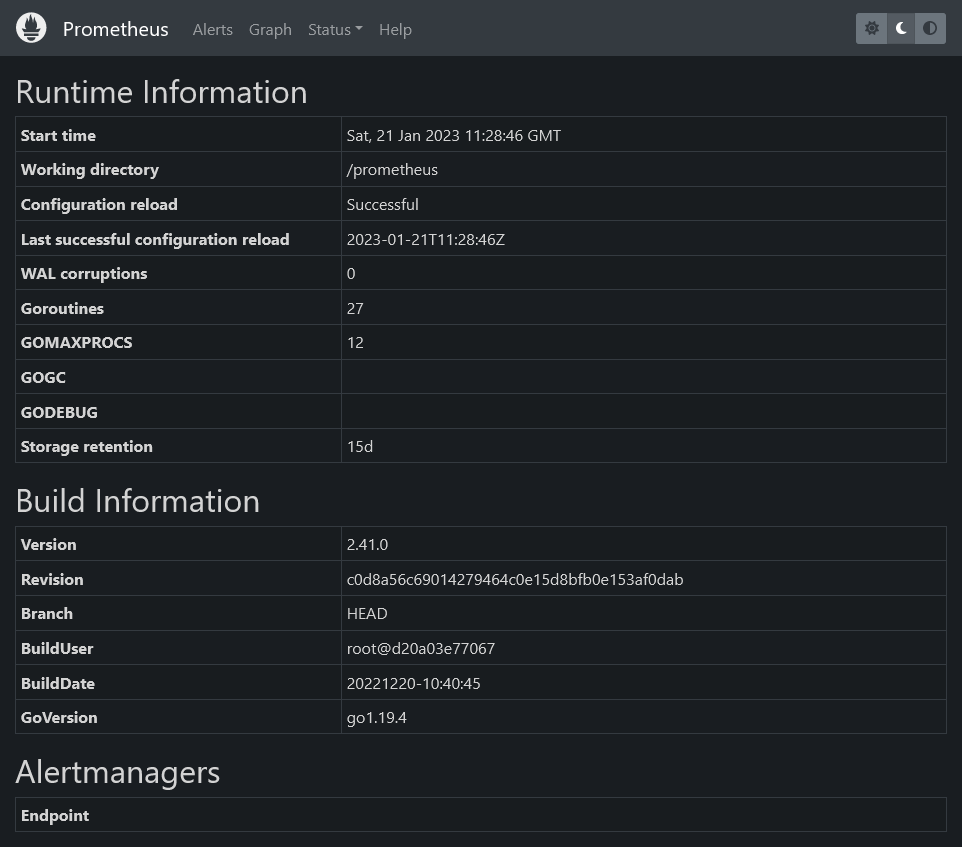 Prometheus Alerts Graph Status Help
Runtime Information
Start time Sat, 21 Jan 2023 11:28:46 GMT
Working directory /prometheus
Configuration reload Successful
Last successful configuration reload 2023-01-21T11:28:46Z
WAL corruptions 0
Goroutines 27
GOMAXPROCS 12
GOGC
GODEBUG
Storage retention 15d
Build Information
Version 2.41.0
Revision c0d8a56c69014279464c0e15d8bfb0e153af0dab
Branch HEAD
BuildUser root@d20a03e77067
BuildDate 20221220-10:40:45
GoVersion go1.19.4
Alertmanagers
Endpoint